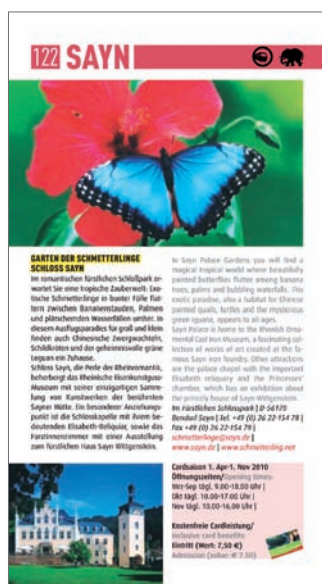 122 SAYN
GARTEN DER SCHMETTERLINGE
SCHLOSS SAYN
Im romantischen fürstlichen Schloßpark er-
wartet Sie eine tropische Zauberwelt: Exo-
tische Schmetterlinge in bunter Fülle flat-
tern zwischen Bananenstauden, Palmen
und plätschernden Wasserfällen umher. In
diesem Ausflugsparadies für groß und klein
finden auch Chinesische Zwergwachteln,
Schildkröten und der geheimnisvolle grüne
Leguan ein Zuhause.
Schloss Sayn, die Perle der Rheinromantik,
beherbergt das Rheinische Eisenkunstguss-
Museum mit seiner einzigartigen Samm-
lung von Kunstwerken der berühmten
Sayner Hütte. Ein besonderer Anziehungs-
punkt ist die Schlosskapelle mit ihrem be-
deutenden Elisabeth-Reliquiar, sowie das
Fürstinnenzimmer mit einer Ausstellung
zum fürstlichen Haus Sayn-Wittgenstein.
In Sayn Palace Gardens you will find a
magical tropical world where beautifully
painted butterflies flutter among banana
trees, palms and bubbling waterfalls. This
exotic paradise, also a habitat for Chinese
painted quails, turtles and the mysterious
green iguana, appeals to all ages.
Sayn Palace is home to the Rhenish Orna-
mental Cast Iron Museum, a fascinating col-
lection of works of art created at the fa-
mous Sayn iron foundry. Other attractions
are the palace chapel with the important
Elisabeth reliquary and the Princesses'
chamber, which has an exhibition about
the princely house of Sayn-Wittgenstein.
Im Fürstlichen Schlosspark | D-56170
Bendorf Sayn | Tel. +49 (0) 26 22-154 78 |
Fax +49 (0) 26 22-154 79 |
schmetterlinge@sayn.de |
www.sayn.de | www.schmetterling.net
Cardsaison 1. Apr-1. Nov 2010
Öffnungszeiten/Opening times:
Mrz-Sep tägl. 9.00-18.00 Uhr |
Okt tägl. 10.00-17.00 Uhr |
Nov tägl. 10.00-16.00 Uhr |
Kostenfreie Cardleistung/
Inclusive card benefits:
Eintritt (Wert: 7,50 €)
Admission (value: € 7.50)